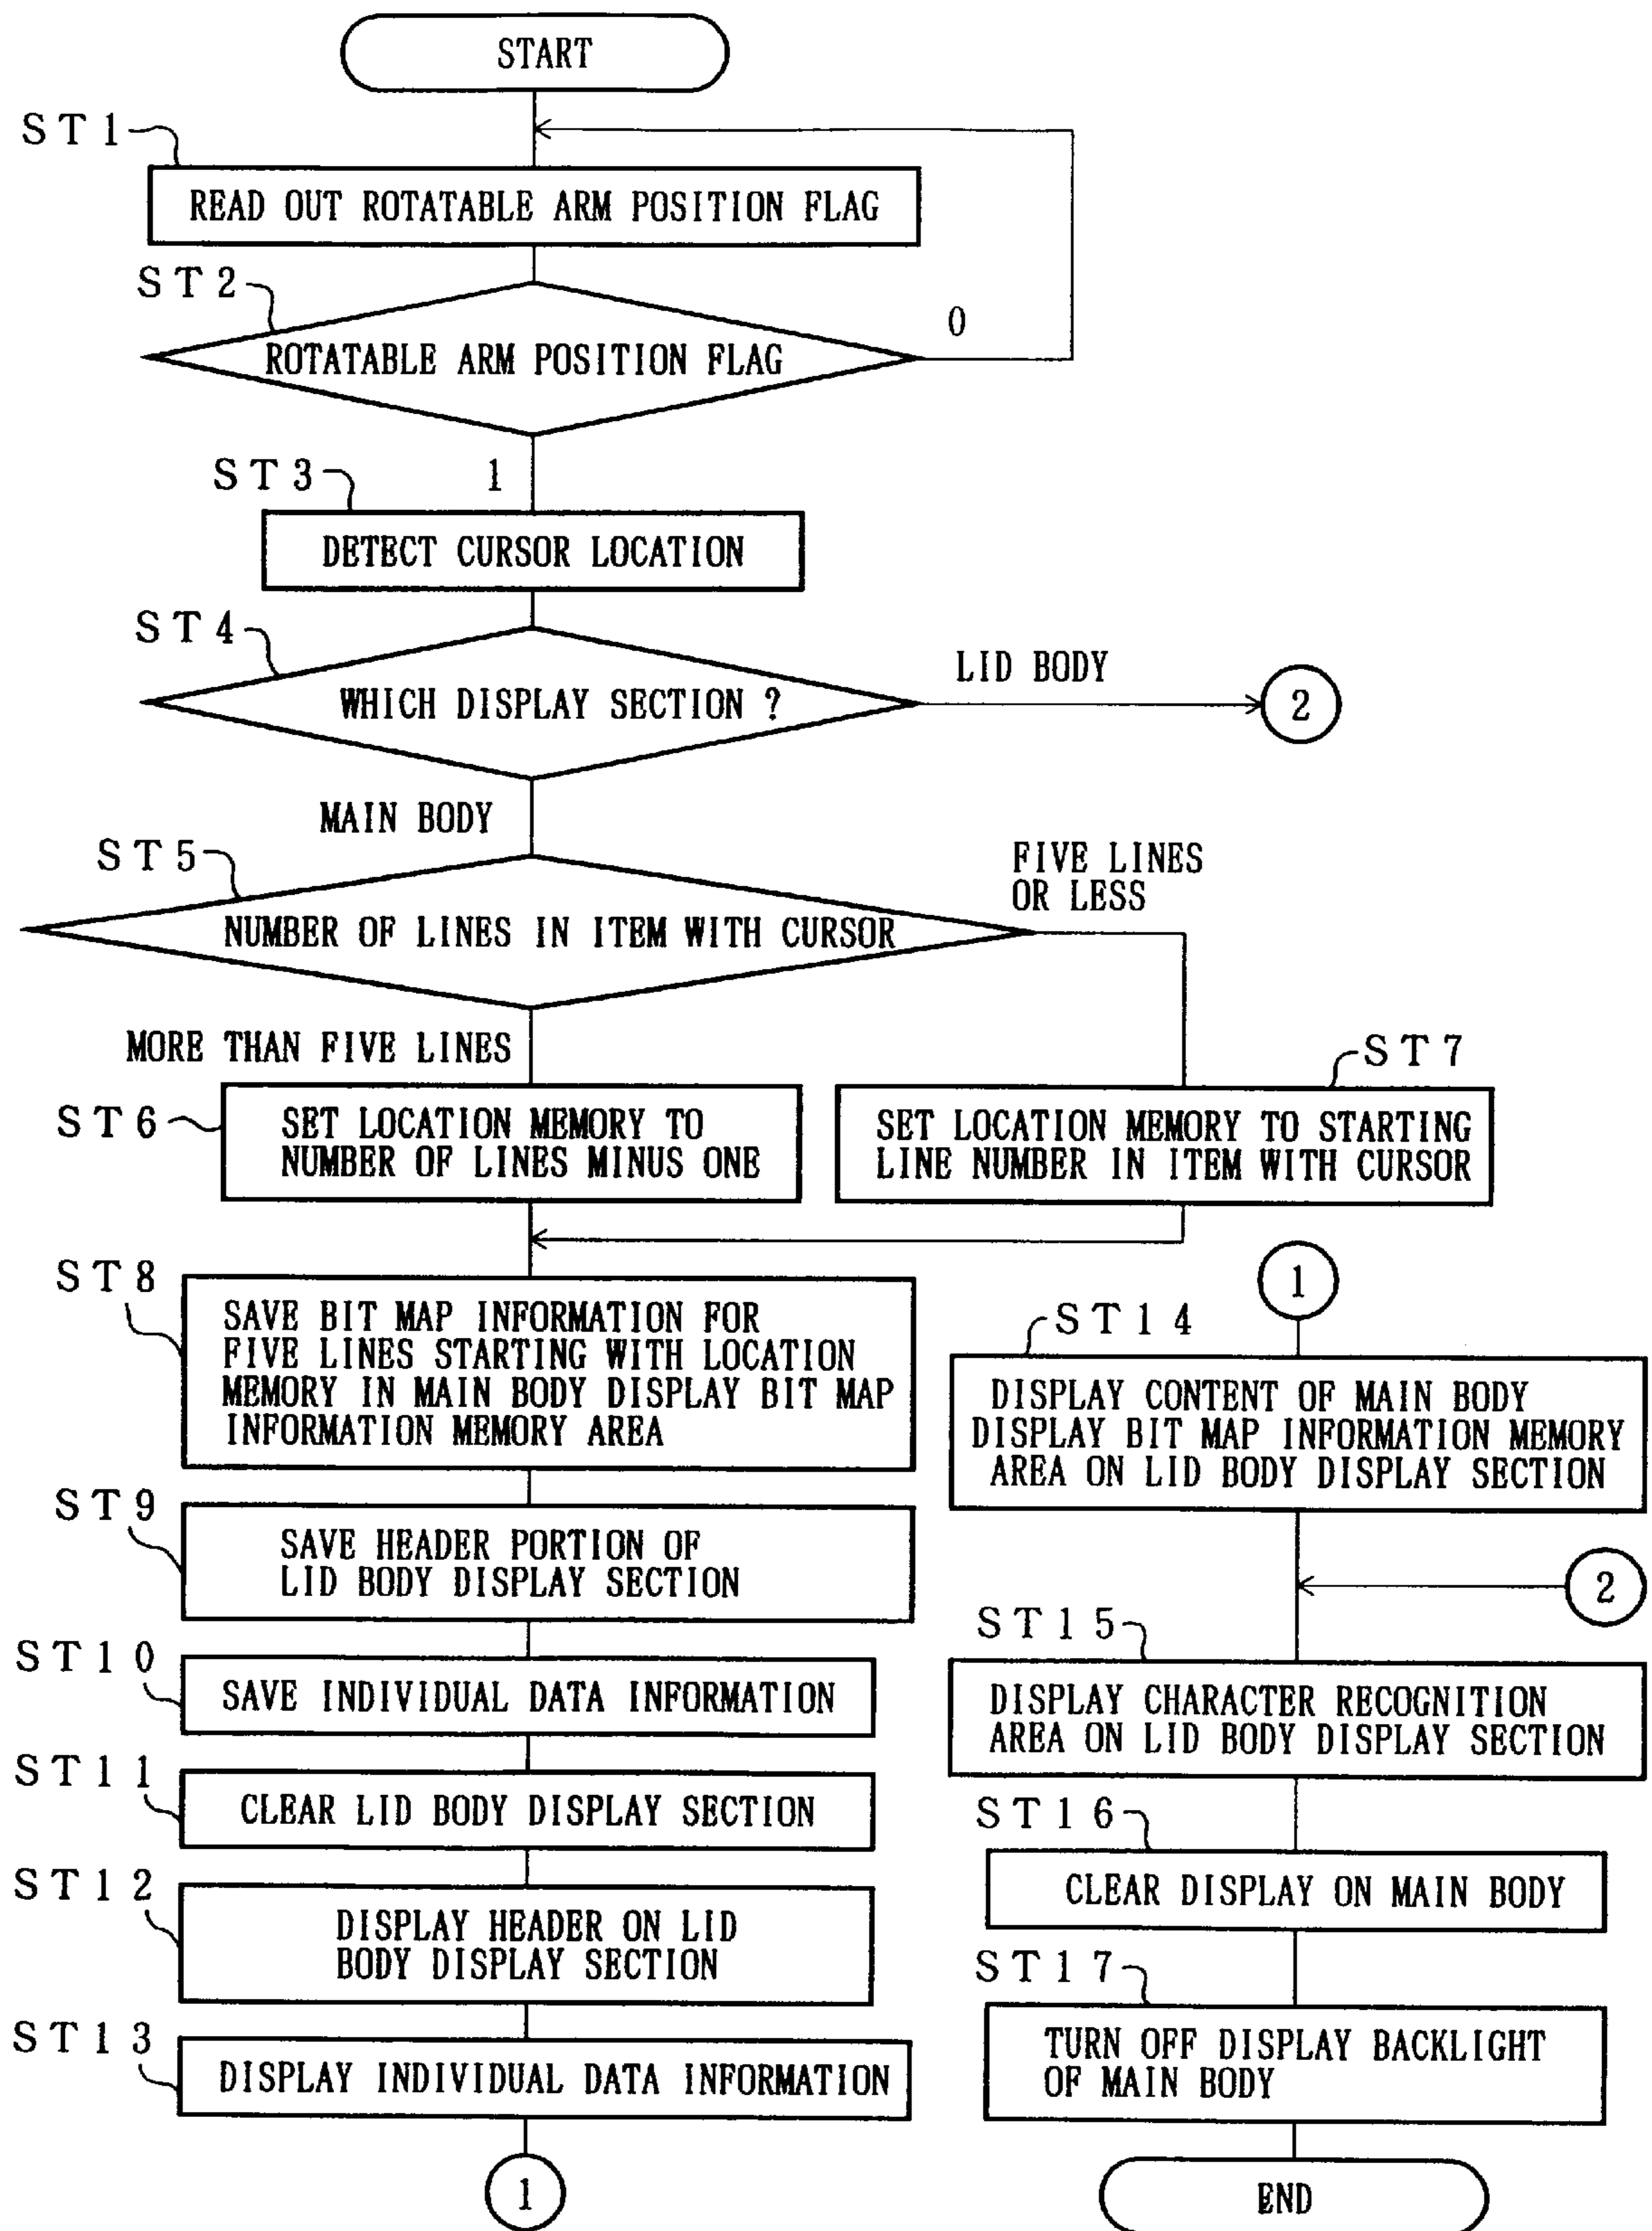 START
ST1
READ OUT ROTATABLE ARM POSITION FLAG
ST2
0
ROTATABLE ARM POSITION FLAG
ST3
1
DETECT CURSOR LOCATION
ST4
LID BODY
WHICH DISPLAY SECTION ?
2
MAIN BODY
ST5
FIVE LINES
OR LESS
NUMBER OF LINES IN ITEM WITH CURSOR
MORE THAN FIVE LINES
ST6
SET LOCATION MEMORY TO
NUMBER OF LINES MINUS ONE
ST7
SET LOCATION MEMORY TO STARTING
LINE NUMBER IN ITEM WITH CURSOR
ST8
SAVE BIT MAP INFORMATION FOR
FIVE LINES STARTING WITH LOCATION
MEMORY IN MAIN BODY DISPLAY BIT MAP
INFORMATION MEMORY AREA
ST9
SAVE HEADER PORTION OF
LID BODY DISPLAY SECTION
ST10
SAVE INDIVIDUAL DATA INFORMATION
ST11
CLEAR LID BODY DISPLAY SECTION
ST12
DISPLAY HEADER ON LID
BODY DISPLAY SECTION
ST13
DISPLAY INDIVIDUAL DATA INFORMATION
1
1
ST14
DISPLAY CONTENT OF MAIN BODY
DISPLAY BIT MAP INFORMATION MEMORY
AREA ON LID BODY DISPLAY SECTION
2
ST15
DISPLAY CHARACTER RECOGNITION
AREA ON LID BODY DISPLAY SECTION
ST16
CLEAR DISPLAY ON MAIN BODY
ST17
TURN OFF DISPLAY BACKLIGHT
OF MAIN BODY
END